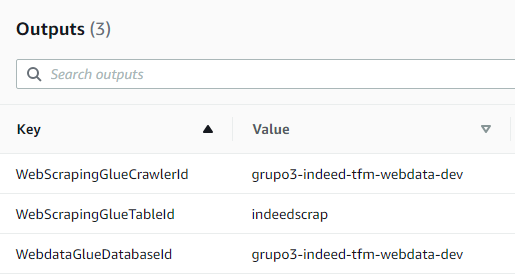 Outputs (3)
Search outputs
Key Value
WebScrapingGlueCrawlerId grupo3-indeed-tfm-webdata-dev
WebScrapingGlueTableId indeedscrap
WebdataGlueDatabaseId grupo3-indeed-tfm-webdata-dev